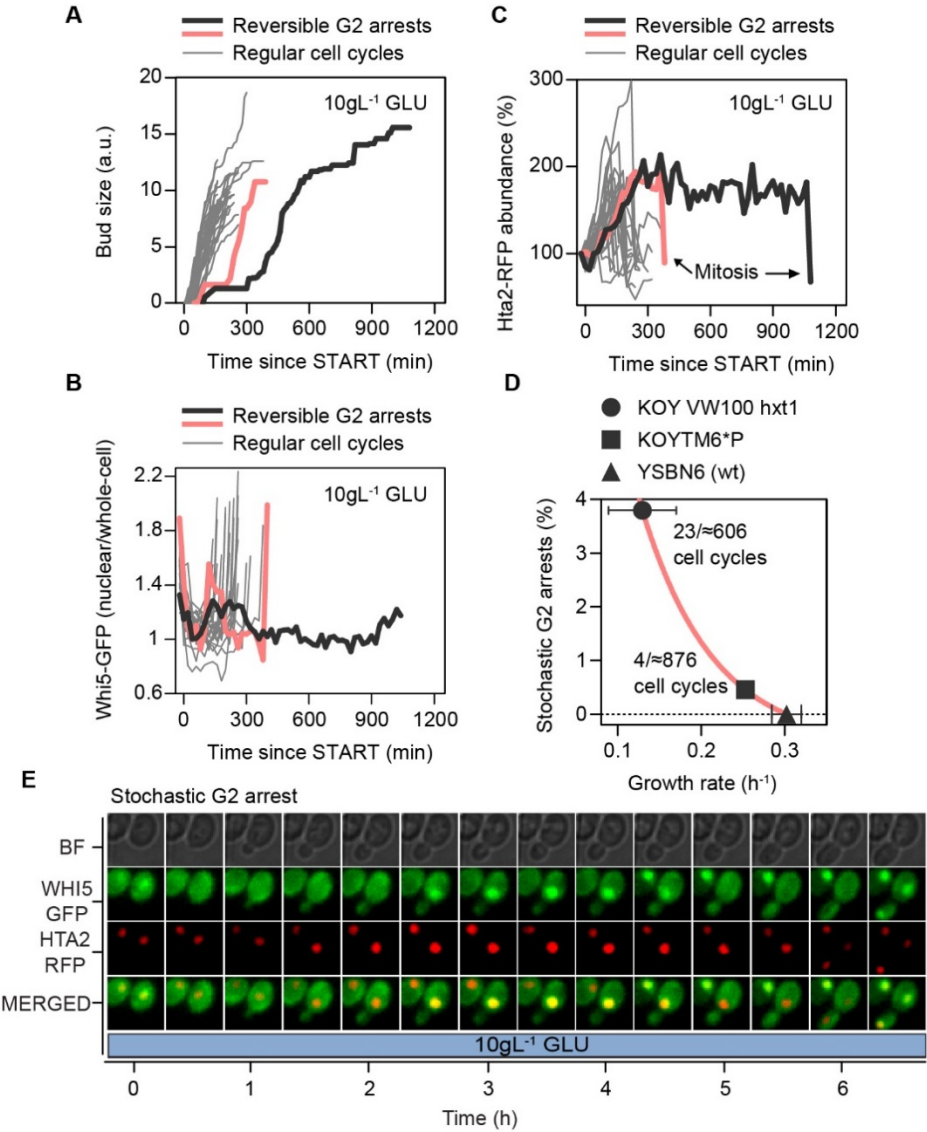 A
Reversible G2 arrests
Regular cell cycles
10gL⁻¹ GLU
20
15
10
5
0
Bud size (a.u.)
0 300 600 900 1200
Time since START (min)
C
Reversible G2 arrests
Regular cell cycles
10gL⁻¹ GLU
300
200
100
Hta2-RFP abundance (%)
Mitosis
0 300 600 900 1200
Time since START (min)
B
Reversible G2 arrests
Regular cell cycles
10gL⁻¹ GLU
2.2
1.8
1.4
1
0.6
Whi5-GFP (nuclear/whole-cell)
0 300 600 900 1200
Time since START (min)
D
KOY VW100 hxt1
KOYTM6*P
YSBN6 (wt)
4
3
2
1
0
Stochastic G2 arrests (%)
23/≈606
cell cycles
4/≈876
cell cycles
0.1 0.2 0.3
Growth rate (h⁻¹)
E
Stochastic G2 arrest
BF
WHI5
GFP
HTA2
RFP
MERGED
10gL⁻¹ GLU
0 1 2 3 4 5 6
Time (h)